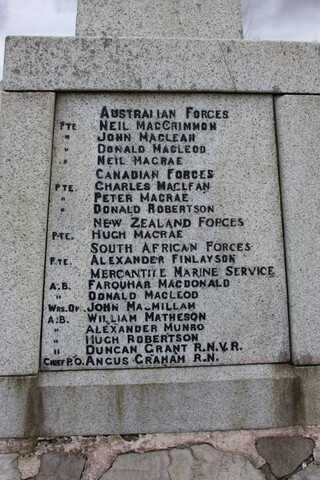 AUSTRALIAN FORCES
PTE NEIL MACCRIMMON
" JOHN MACLEAN
" DONALD MACLEOD
" NEIL MACRAE
CANADIAN FORCES
PTE. CHARLES MACLEAN
" PETER MACRAE
" DONALD ROBERTSON
NEW ZEALAND FORCES
PTE. HUGH MACRAE
SOUTH AFRICAN FORCES
PTE. ALEXANDER FINLAYSON
MERCANTILE MARINE SERVICE
A.B. FARQUHAR MACDONALD
" DONALD MACLEOD
WRS. OP. JOHN MACMILLAN
A.B. WILLIAM MATHESON
" ALEXANDER MUNRO
" HUGH ROBERTSON
" DUNCAN GRANT R.N.V.R.
CHIEF P.O. ANGUS GRAHAM R.N.